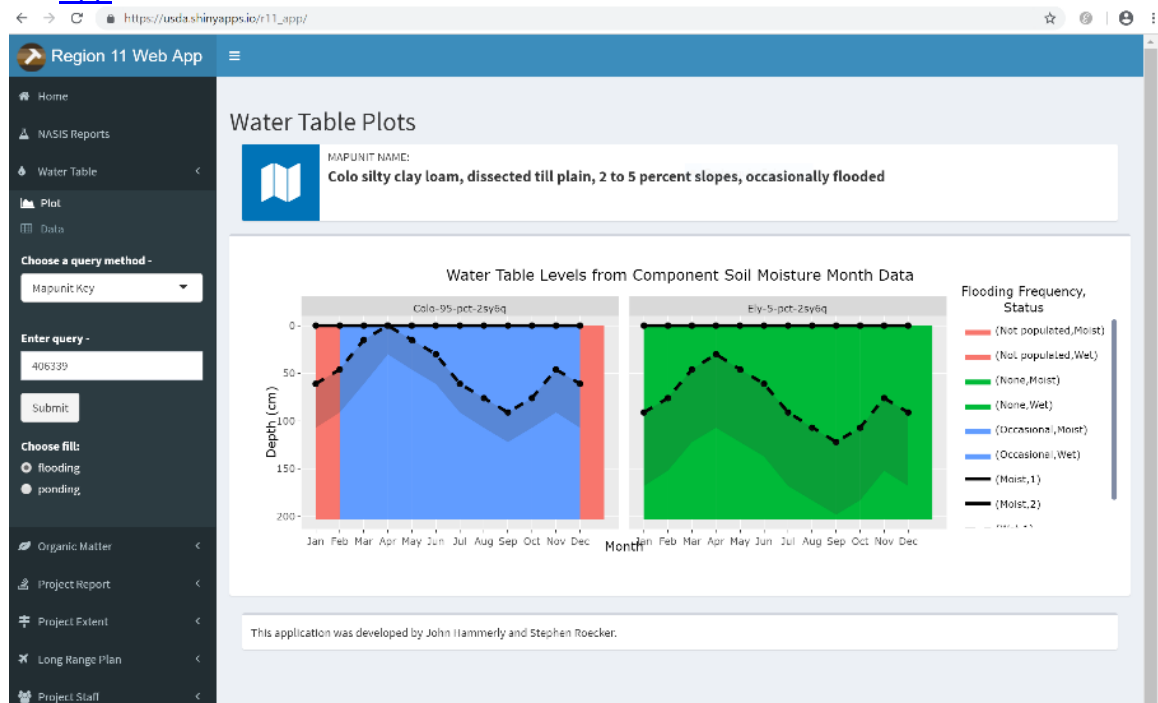 App
https://usda.shinyapps.io/r11_app/
Region 11 Web App
Home
NASIS Reports
Water Table
Plot
Data
Choose a query method -
Mapunit Key
Enter query -
406339
Submit
Choose fill:
flooding
ponding
Organic Matter
Project Report
Project Extent
Long Range Plan
Project Staff
Water Table Plots
MAPUNIT NAME:
Colo silty clay loam, dissected till plain, 2 to 5 percent slopes, occasionally flooded
Water Table Levels from Component Soil Moisture Month Data
Colo-95-pct-2sy6q
Ely-5-pct-2sy6q
Depth (cm)
0
50
100
150
200
Jan Feb Mar Apr May Jun Jul Aug Sep Oct Nov Dec
Jan Feb Mar Apr May Jun Jul Aug Sep Oct Nov Dec
Month
Flooding Frequency,
Status
(Not populated,Moist)
(Not populated,Wet)
(None,Moist)
(None,Wet)
(Occasional,Moist)
(Occasional,Wet)
(Moist,1)
(Moist,2)
This application was developed by John Hammerly and Stephen Roecker.